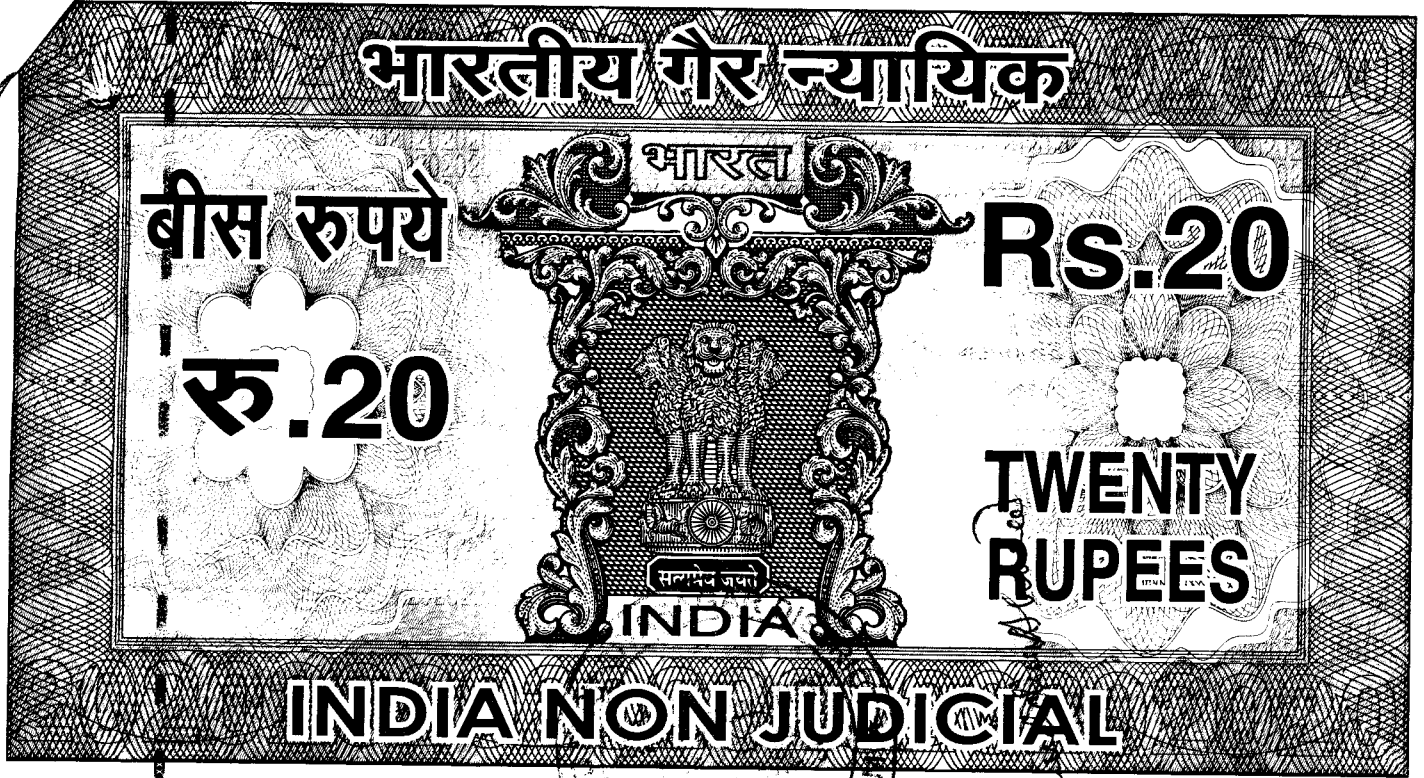 भारतीय गैर न्यायिक
भारत
बीस रुपये
Rs.20
रु.20
TWENTY
RUPEES
सत्यमेव जयते
INDIA
INDIA NON JUDICIAL